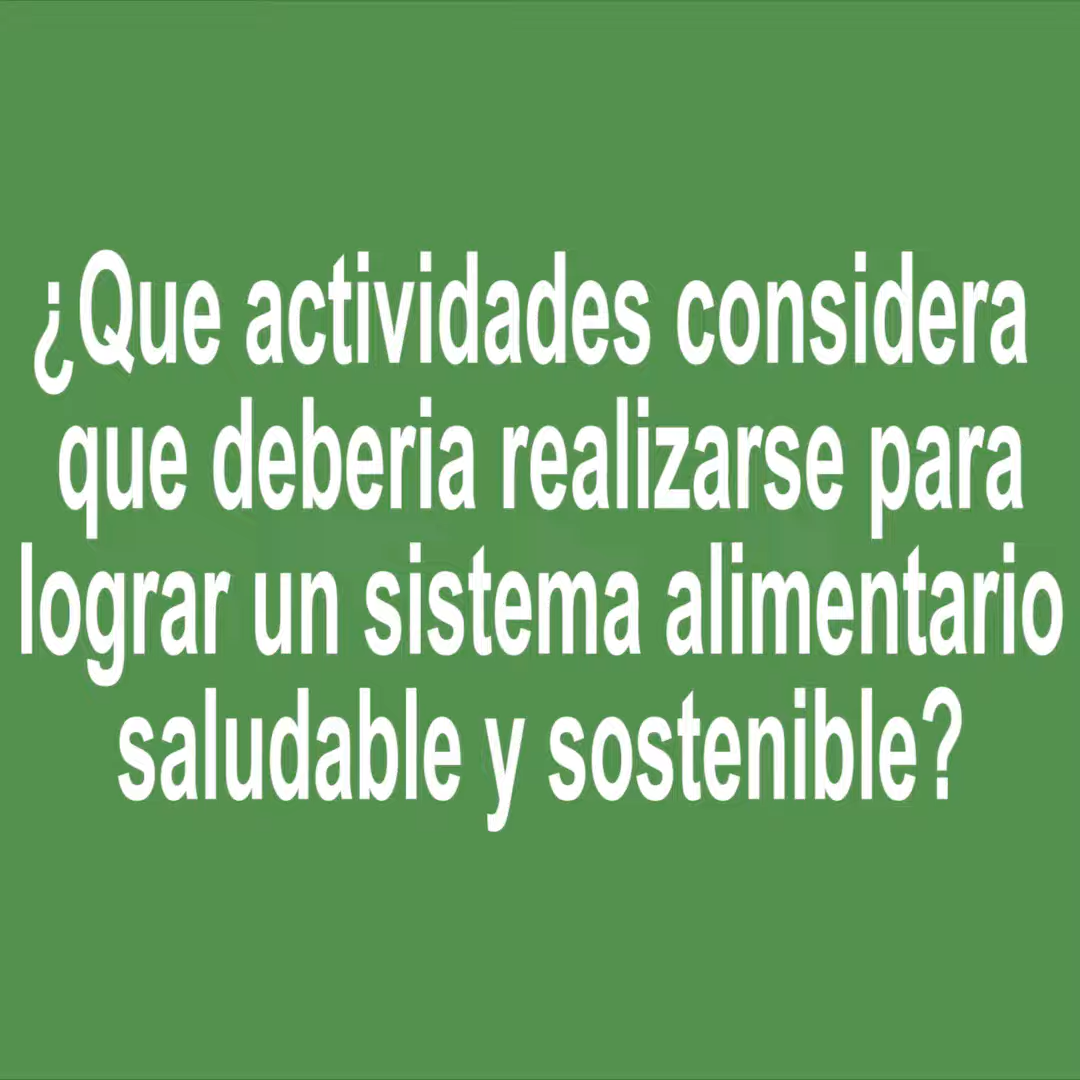 ¿Que actividades considera
que deberia realizarse para
lograr un sistema alimentario
saludable y sostenible?